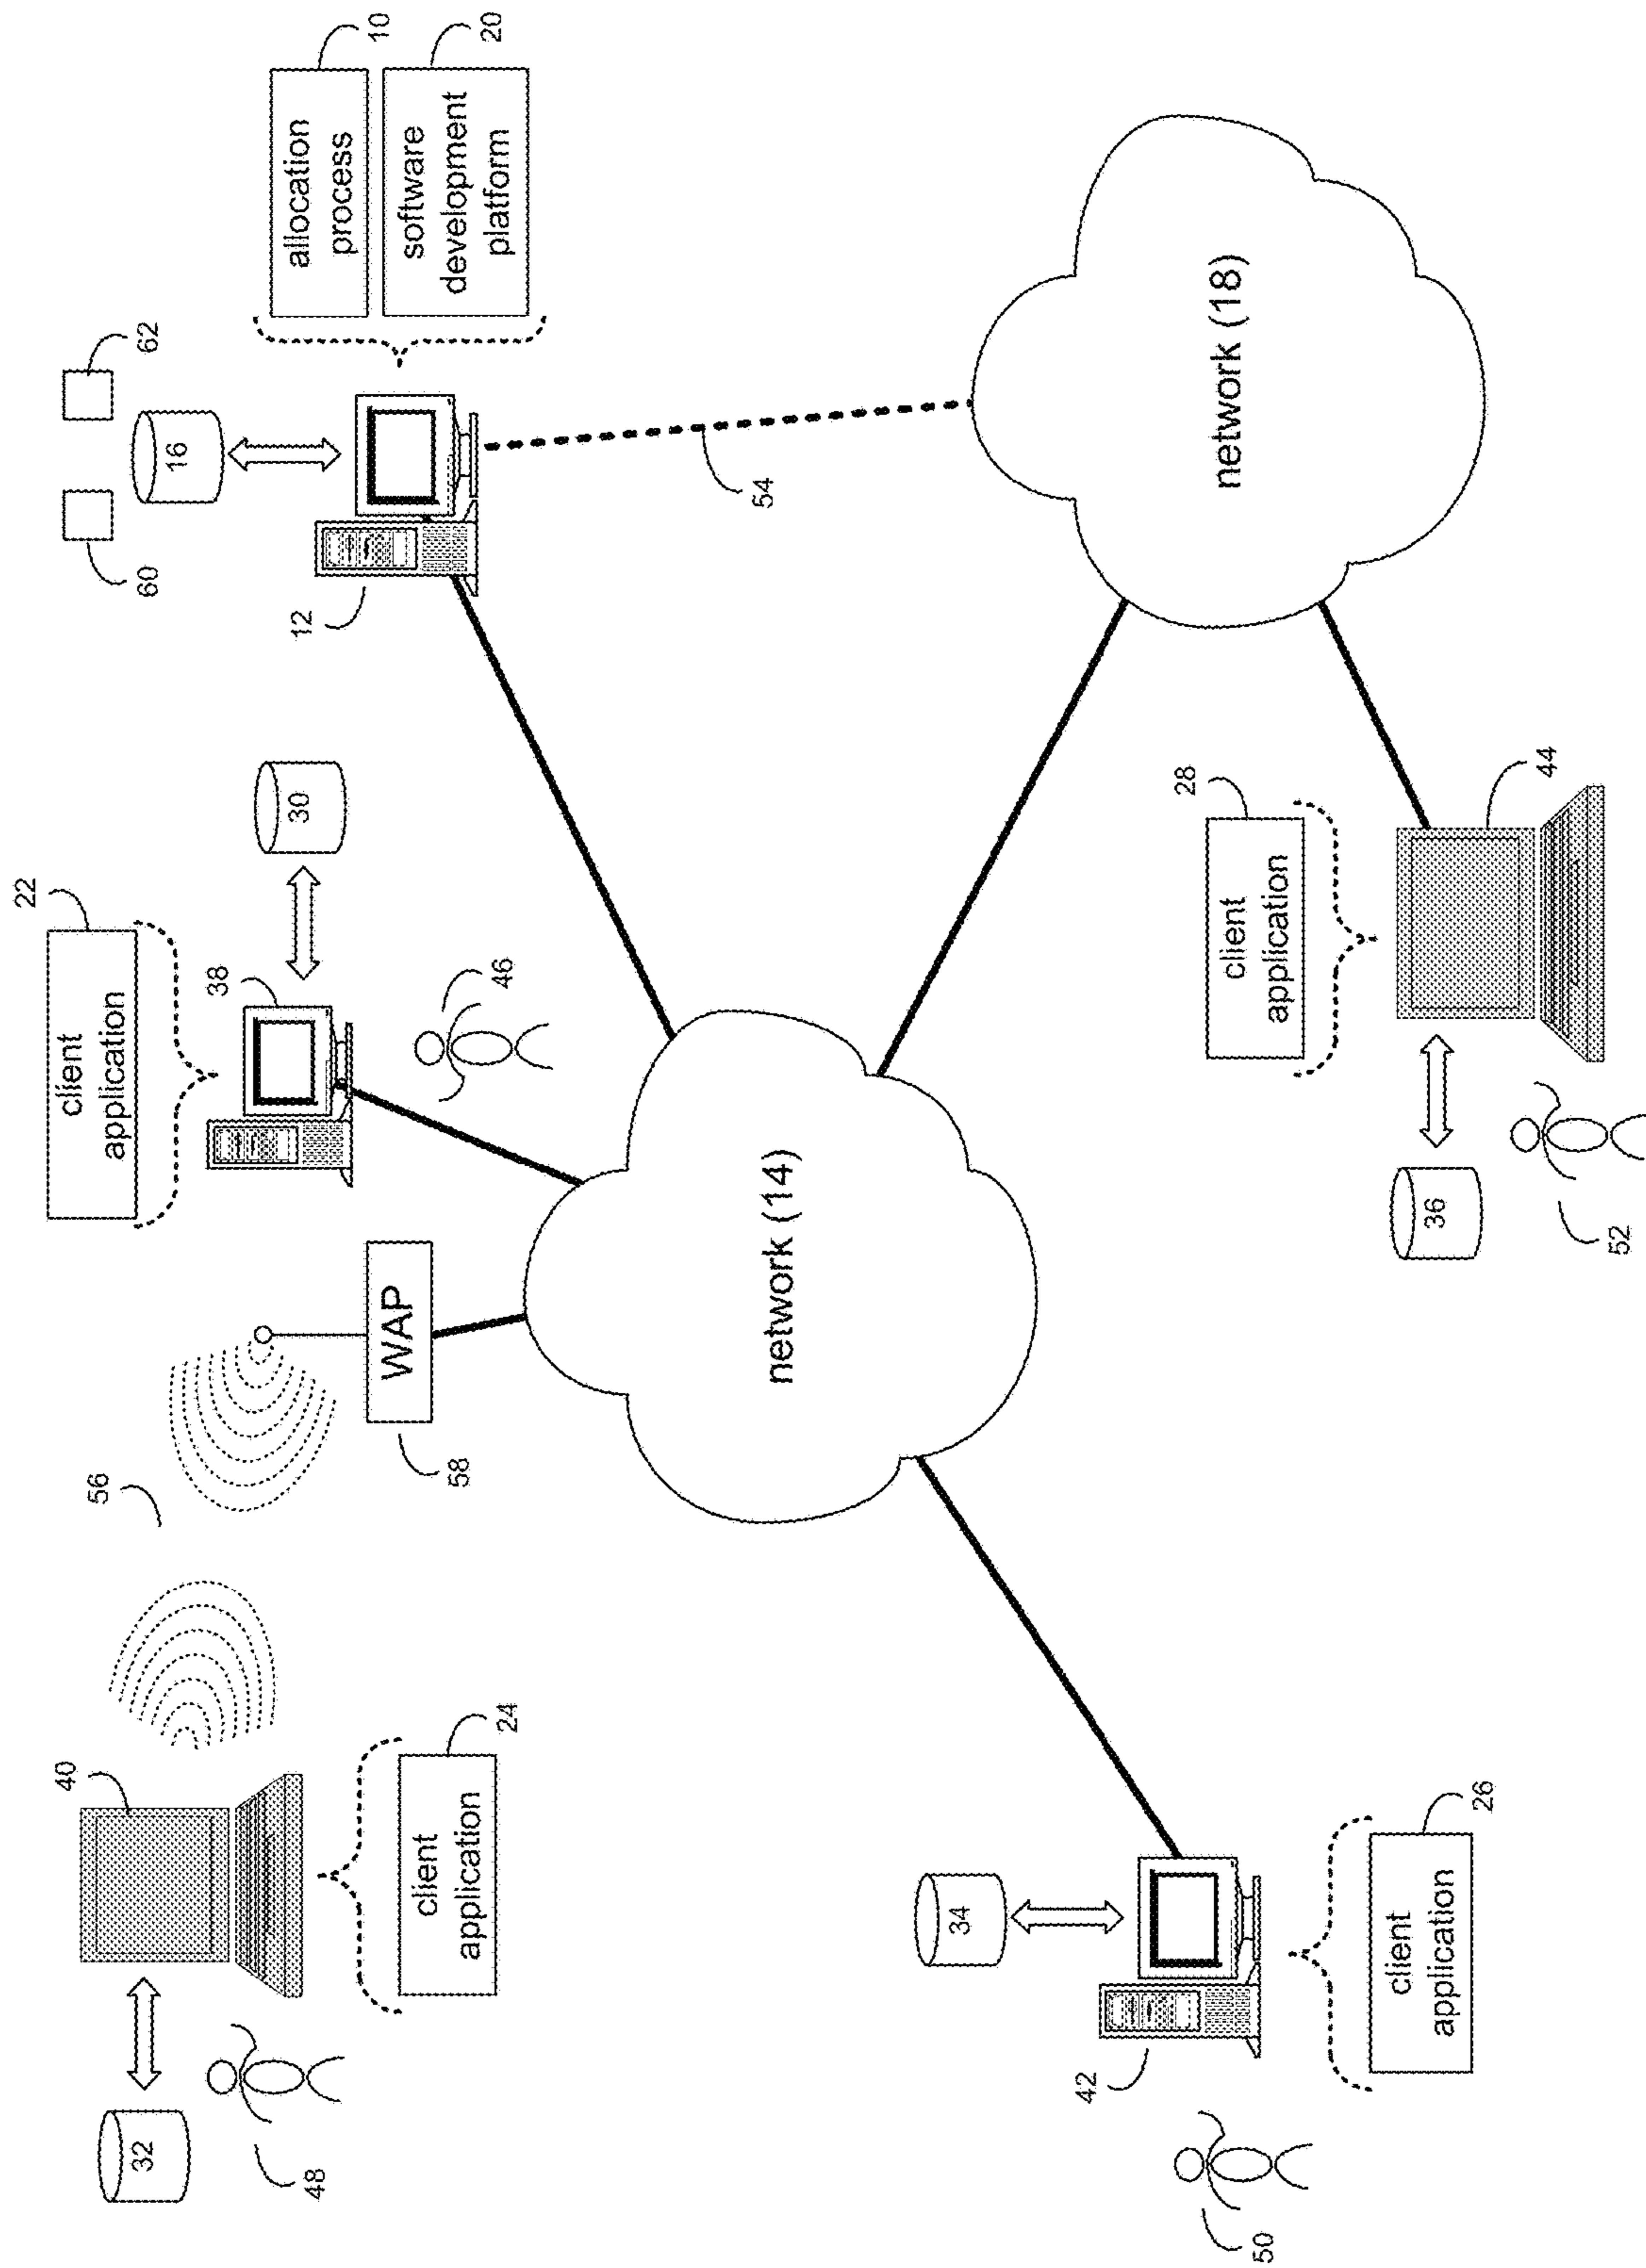 22
client
application
56
40
32
48
client
application
24
WAP
58
38
30
46
60
62
16
12
allocation
process
10
software
development
platform
20
54
network (14)
network (18)
34
42
50
client
application
26
28
client
application
36
44
52